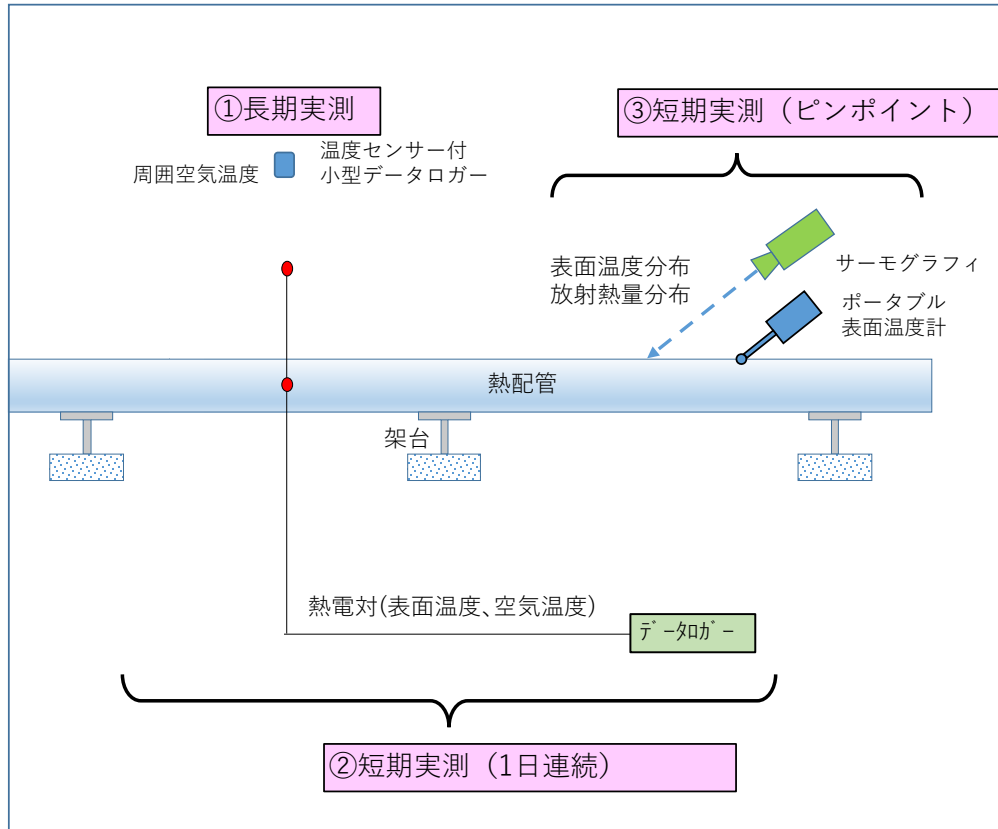 ①長期実測
周囲空気温度
温度センサー付
小型データロガー
③短期実測（ピンポイント）
表面温度分布
放射熱量分布
サーモグラフィ
ポータブル
表面温度計
熱配管
架台
熱電対(表面温度、空気温度)
ﾃﾞｰﾀﾛｶﾞｰ
②短期実測（1日連続）